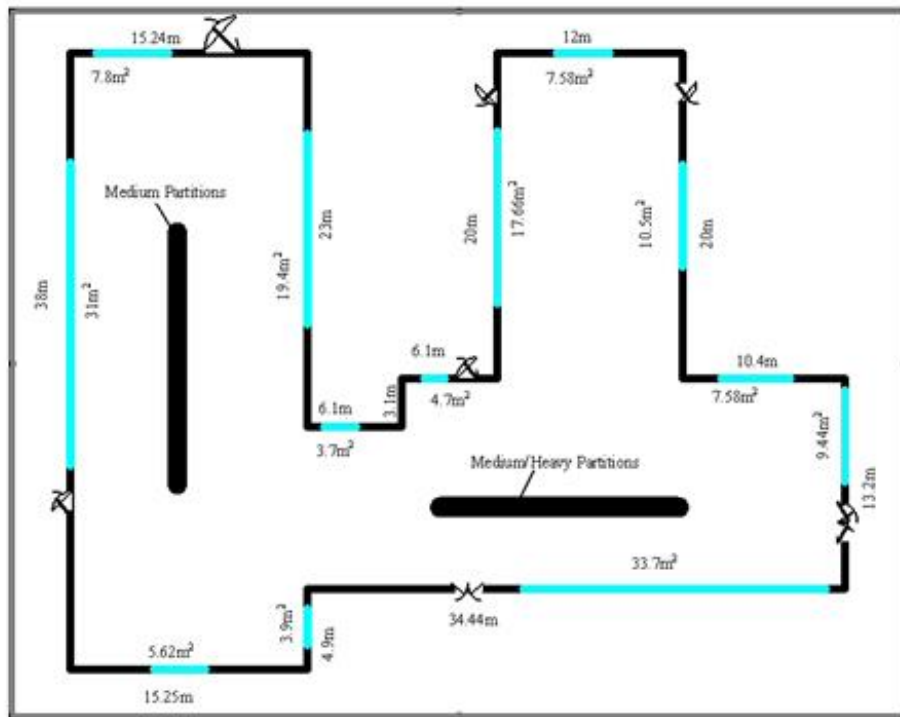 15.24m
12m
7.8m²
7.58m²
Medium Partitions
38m
31m²
19.4m²
23m
20m
17.66m²
10.5m²
20m
6.1m
4.7m²
3.1m
6.1m
3.7m²
10.4m
7.58m²
9.44m²
13.2m
Medium/Heavy Partitions
33.7m²
34.44m
3.9m²
4.9m
5.62m²
15.25m